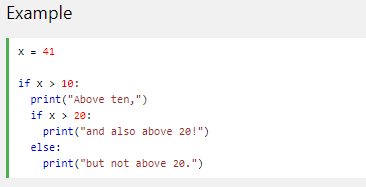 Example
x = 41
if x > 10:
  print("Above ten,")
  if x > 20:
    print("and also above 20!")
  else:
    print("but not above 20.")